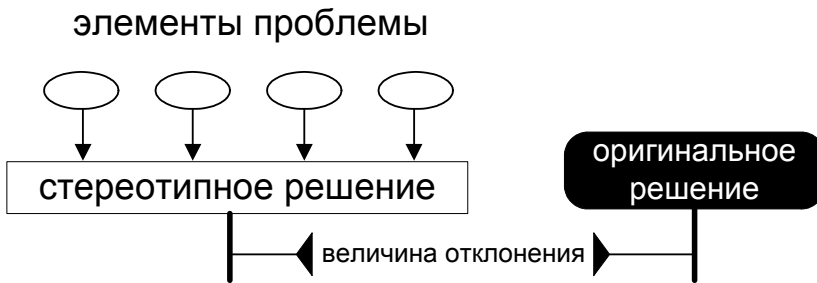 элементы проблемы
стереотипное решение
оригинальное
решение
величина отклонения